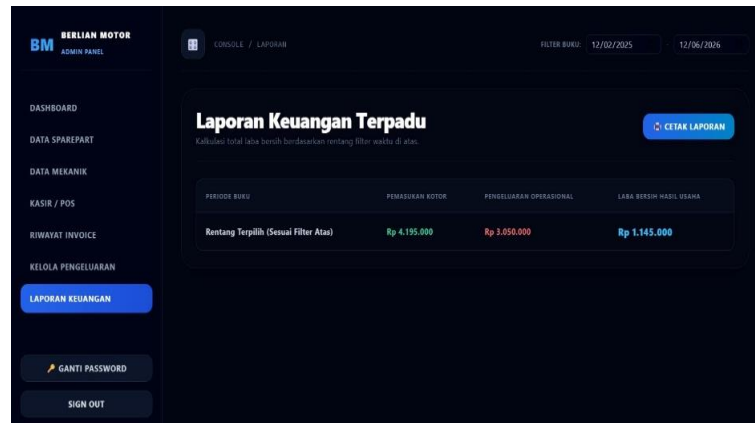 BM
BERLIAN MOTOR
ADMIN PANEL
CONSOLE / LAPORAN
FILTER BUKU: 12/02/2025 - 12/06/2026
DASHBOARD
DATA SPAREPART
DATA MEKANIK
KASIR / POS
RIWAYAT INVOICE
KELOLA PENGELUARAN
LAPORAN KEUANGAN
GANTI PASSWORD
SIGN OUT
Laporan Keuangan Terpadu
Kalkulasi total laba bersih berdasarkan rentang filter waktu di atas.
CETAK LAPORAN
PERIODE BUKU PEMASUKAN KOTOR PENGELUARAN OPERASIONAL LABA BERSIH HASIL USAHA
Rentang Terpilih (Sesuai Filter Atas) Rp 4.195.000 Rp 3.050.000 Rp 1.145.000